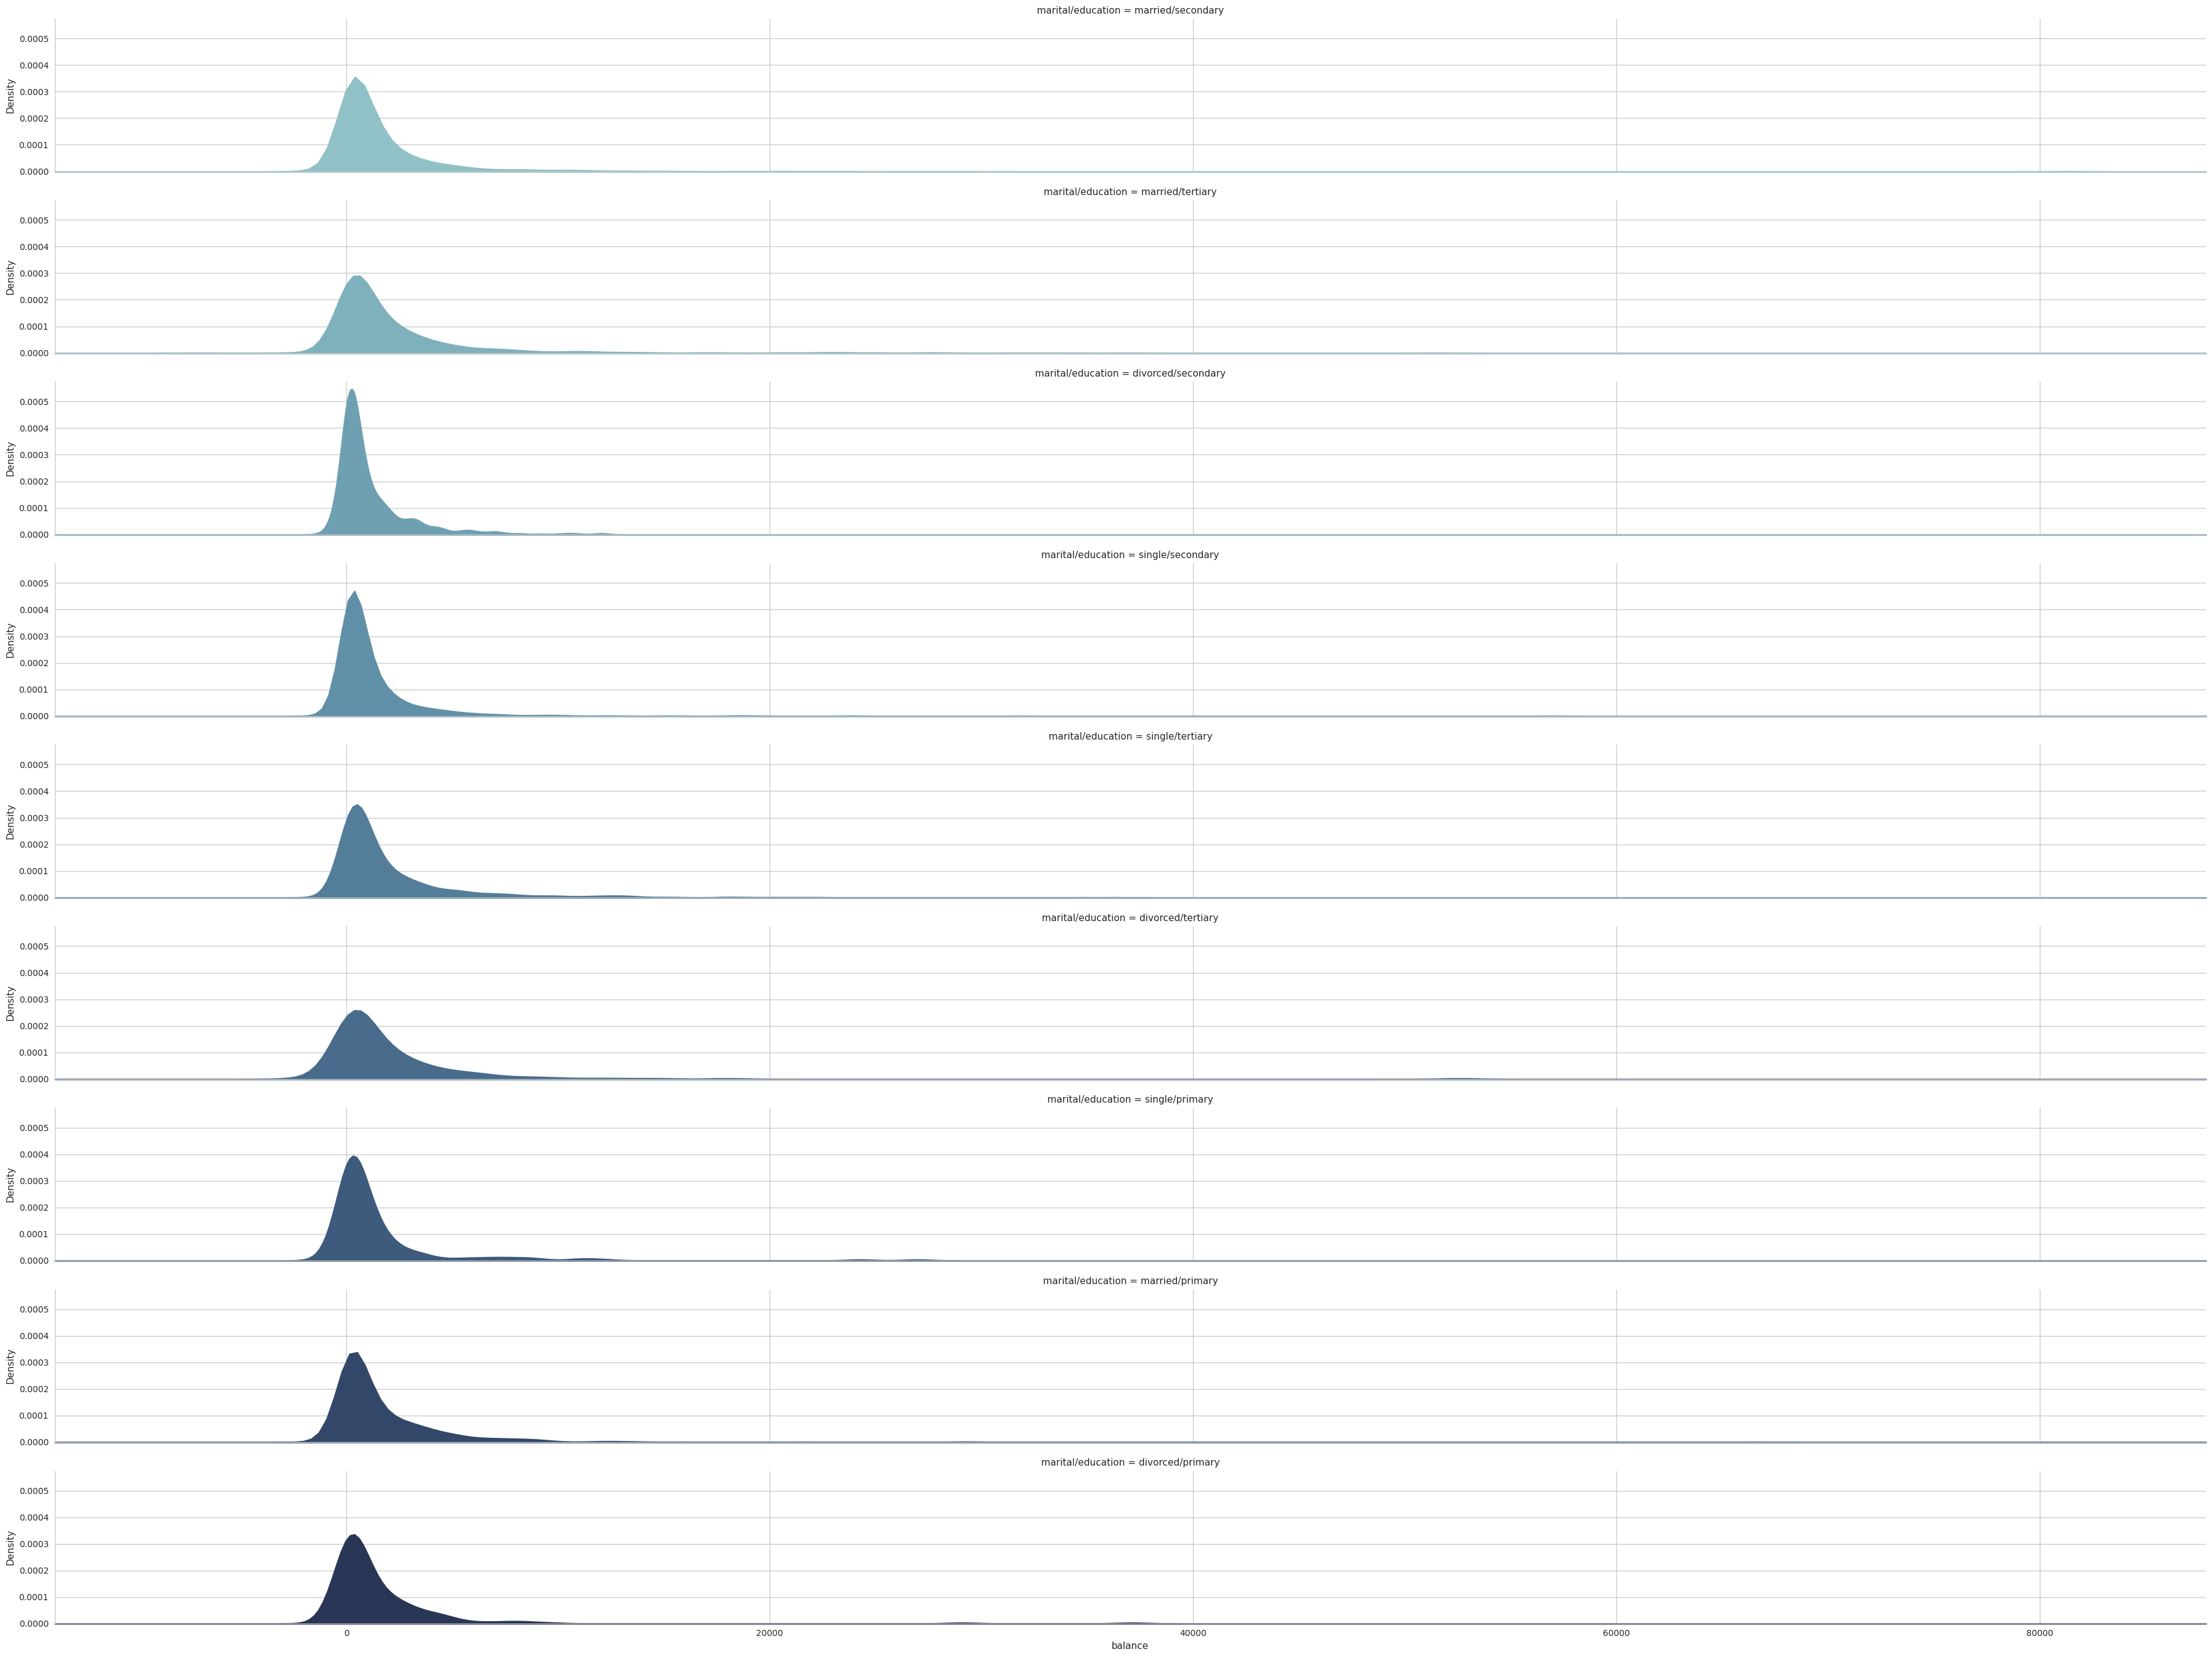 marital/education = married/secondary
0.0005
0.0004
0.0003
0.0002
0.0001
0.0000
Density
marital/education = married/tertiary
0.0005
0.0004
0.0003
0.0002
0.0001
0.0000
Density
marital/education = divorced/secondary
0.0005
0.0004
0.0003
0.0002
0.0001
0.0000
Density
marital/education = single/secondary
0.0005
0.0004
0.0003
0.0002
0.0001
0.0000
Density
marital/education = single/tertiary
0.0005
0.0004
0.0003
0.0002
0.0001
0.0000
Density
marital/education = divorced/tertiary
0.0005
0.0004
0.0003
0.0002
0.0001
0.0000
Density
marital/education = single/primary
0.0005
0.0004
0.0003
0.0002
0.0001
0.0000
Density
marital/education = married/primary
0.0005
0.0004
0.0003
0.0002
0.0001
0.0000
Density
marital/education = divorced/primary
0.0005
0.0004
0.0003
0.0002
0.0001
0.0000
Density
0 20000 40000 60000 80000
balance